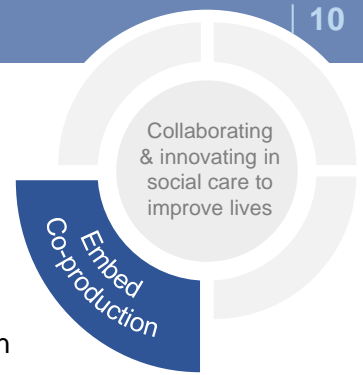 | 10
Collaborating
& innovating in
social care to
improve lives
Embed
Co-production